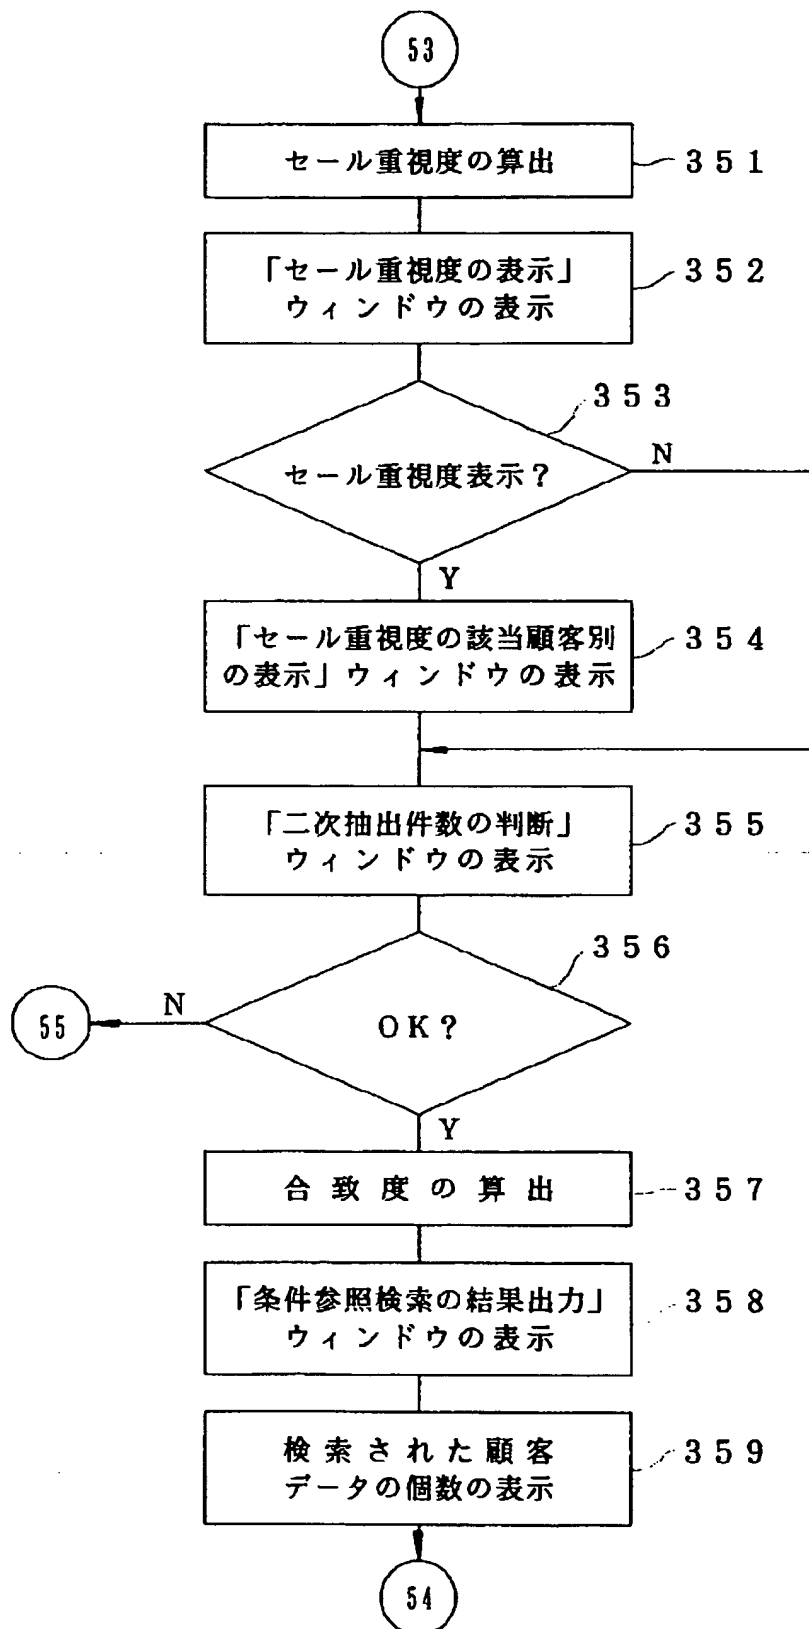 53
セール重視度の算出
351
「セール重視度の表示」
ウィンドウの表示
352
353
セール重視度表示?
N
Y
「セール重視度の該当顧客別
の表示」ウィンドウの表示
354
「二次抽出件数の判断」
ウィンドウの表示
355
356
OK?
N
55
Y
合致度の算出
357
「条件参照検索の結果出力」
ウィンドウの表示
358
検索された顧客
データの個数の表示
359
54